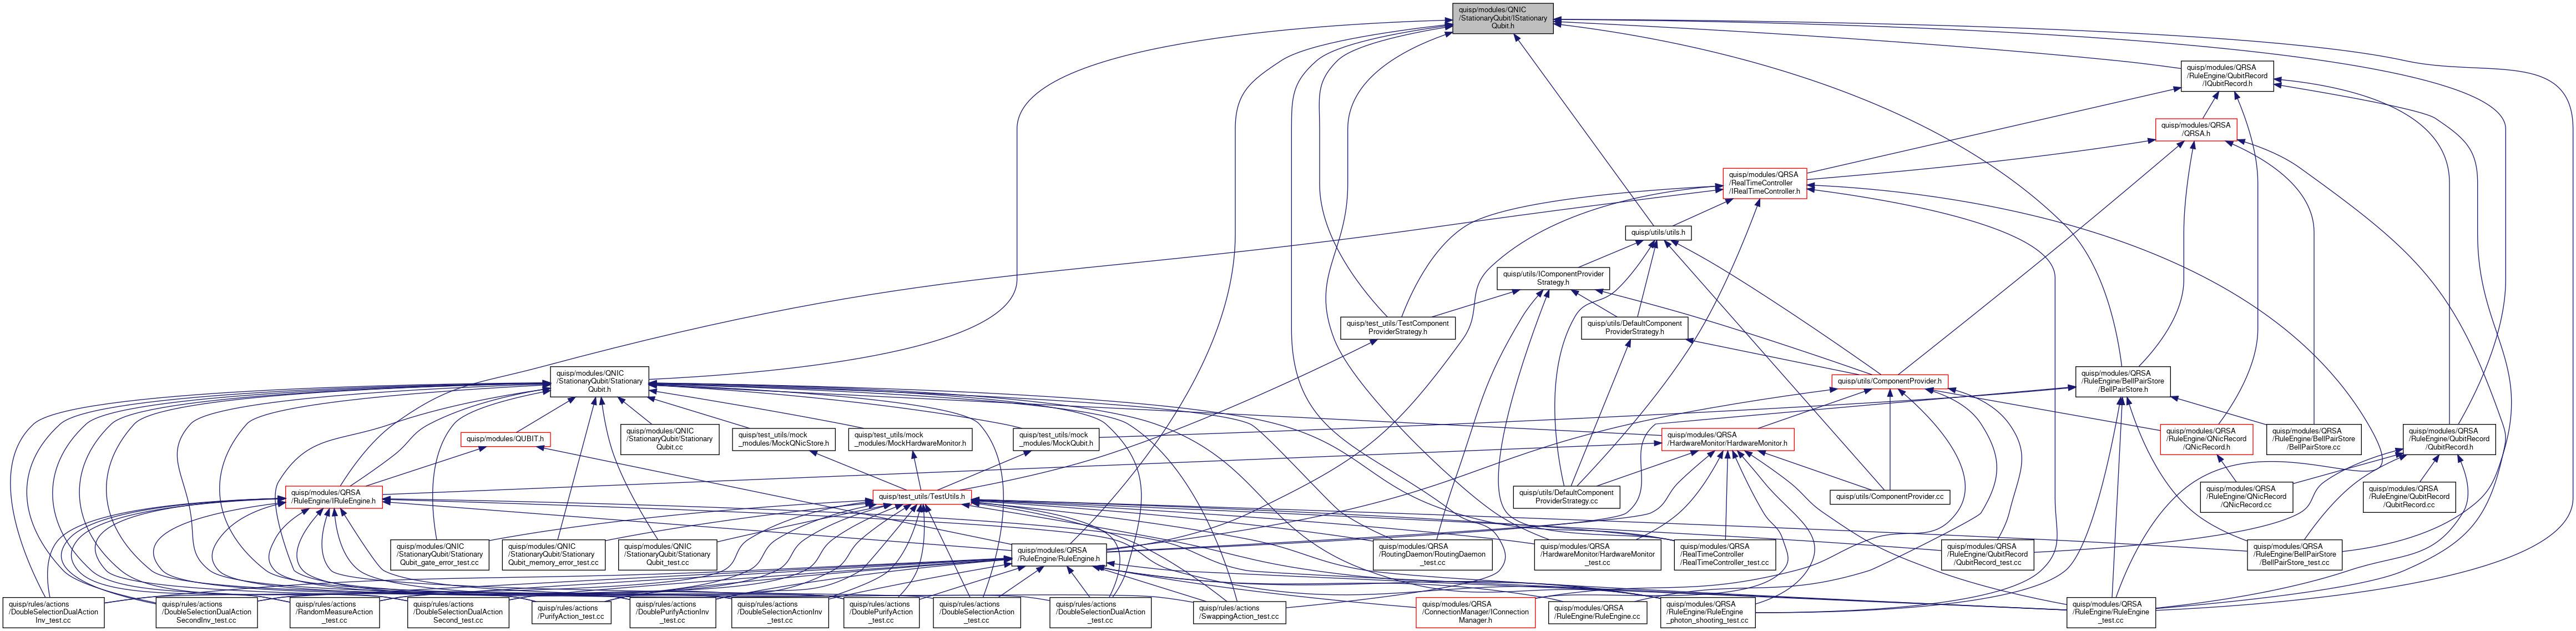 quisp/modules/QNIC
/StationaryQubit/IStationary
Qubit.h
quisp/modules/QRSA
/RuleEngine/QubitRecord
/IQubitRecord.h
quisp/modules/QRSA
/QRSA.h
quisp/modules/QRSA
/RealTimeController
/IRealTimeController.h
quisp/utils/utils.h
quisp/utils/IComponentProvider
Strategy.h
quisp/test_utils/TestComponent
ProviderStrategy.h
quisp/utils/DefaultComponent
ProviderStrategy.h
quisp/modules/QNIC
/StationaryQubit/Stationary
Qubit.h
quisp/utils/ComponentProvider.h
quisp/modules/QRSA
/RuleEngine/BellPairStore
/BellPairStore.h
quisp/modules/QUBIT.h
quisp/modules/QNIC
/StationaryQubit/Stationary
Qubit.cc
quisp/test_utils/mock
_modules/MockQNicStore.h
quisp/test_utils/mock
_modules/MockHardwareMonitor.h
quisp/test_utils/mock
_modules/MockQubit.h
quisp/modules/QRSA
/HardwareMonitor/HardwareMonitor.h
quisp/modules/QRSA
/RuleEngine/QNicRecord
/QNicRecord.h
quisp/modules/QRSA
/RuleEngine/BellPairStore
/BellPairStore.cc
quisp/modules/QRSA
/RuleEngine/QubitRecord
/QubitRecord.h
quisp/modules/QRSA
/RuleEngine/IRuleEngine.h
quisp/test_utils/TestUtils.h
quisp/utils/DefaultComponent
ProviderStrategy.cc
quisp/utils/ComponentProvider.cc
quisp/modules/QRSA
/RuleEngine/QNicRecord
/QNicRecord.cc
quisp/modules/QRSA
/RuleEngine/QubitRecord
/QubitRecord.cc
quisp/modules/QNIC
/StationaryQubit/Stationary
Qubit_gate_error_test.cc
quisp/modules/QNIC
/StationaryQubit/Stationary
Qubit_memory_error_test.cc
quisp/modules/QNIC
/StationaryQubit/Stationary
Qubit_test.cc
quisp/modules/QRSA
/RuleEngine/RuleEngine.h
quisp/modules/QRSA
/RoutingDaemon/RoutingDaemon
_test.cc
quisp/modules/QRSA
/HardwareMonitor/HardwareMonitor
_test.cc
quisp/modules/QRSA
/RealTimeController
/RealTimeController_test.cc
quisp/modules/QRSA
/RuleEngine/QubitRecord
/QubitRecord_test.cc
quisp/modules/QRSA
/RuleEngine/BellPairStore
/BellPairStore_test.cc
quisp/rules/actions
/DoubleSelectionDualAction
Inv_test.cc
quisp/rules/actions
/DoubleSelectionDualAction
SecondInv_test.cc
quisp/rules/actions
/RandomMeasureAction
_test.cc
quisp/rules/actions
/DoubleSelectionDualAction
Second_test.cc
quisp/rules/actions
/PurifyAction_test.cc
quisp/rules/actions
/DoublePurifyActionInv
_test.cc
quisp/rules/actions
/DoubleSelectionActionInv
_test.cc
quisp/rules/actions
/DoublePurifyAction
_test.cc
quisp/rules/actions
/DoubleSelectionAction
_test.cc
quisp/rules/actions
/DoubleSelectionDualAction
_test.cc
quisp/rules/actions
/SwappingAction_test.cc
quisp/modules/QRSA
/ConnectionManager/IConnection
Manager.h
quisp/modules/QRSA
/RuleEngine/RuleEngine.cc
quisp/modules/QRSA
/RuleEngine/RuleEngine
_photon_shooting_test.cc
quisp/modules/QRSA
/RuleEngine/RuleEngine
_test.cc